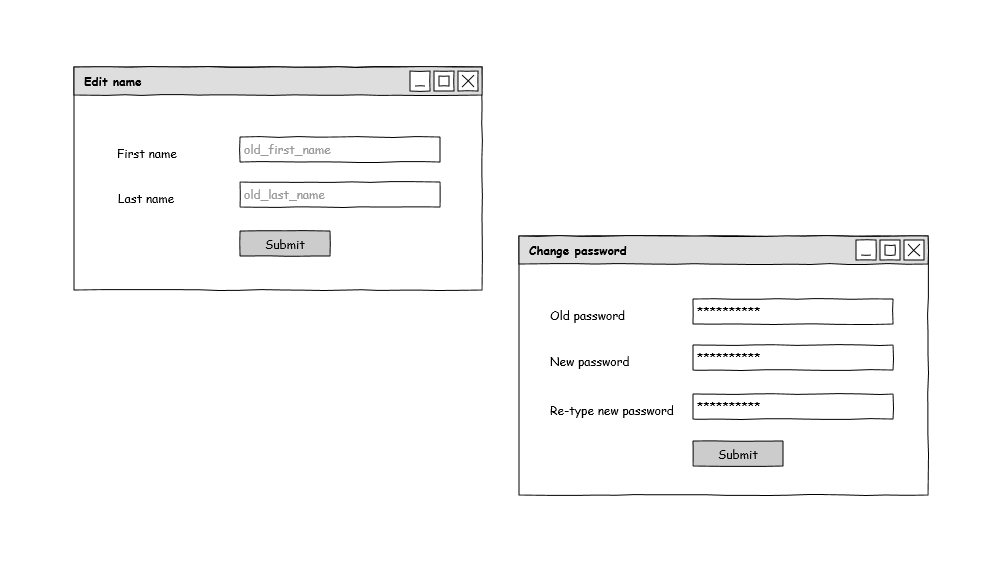 Edit name
First name
old_first_name
Last name
old_last_name
Submit
Change password
Old password
**********
New password
**********
Re-type new password
**********
Submit